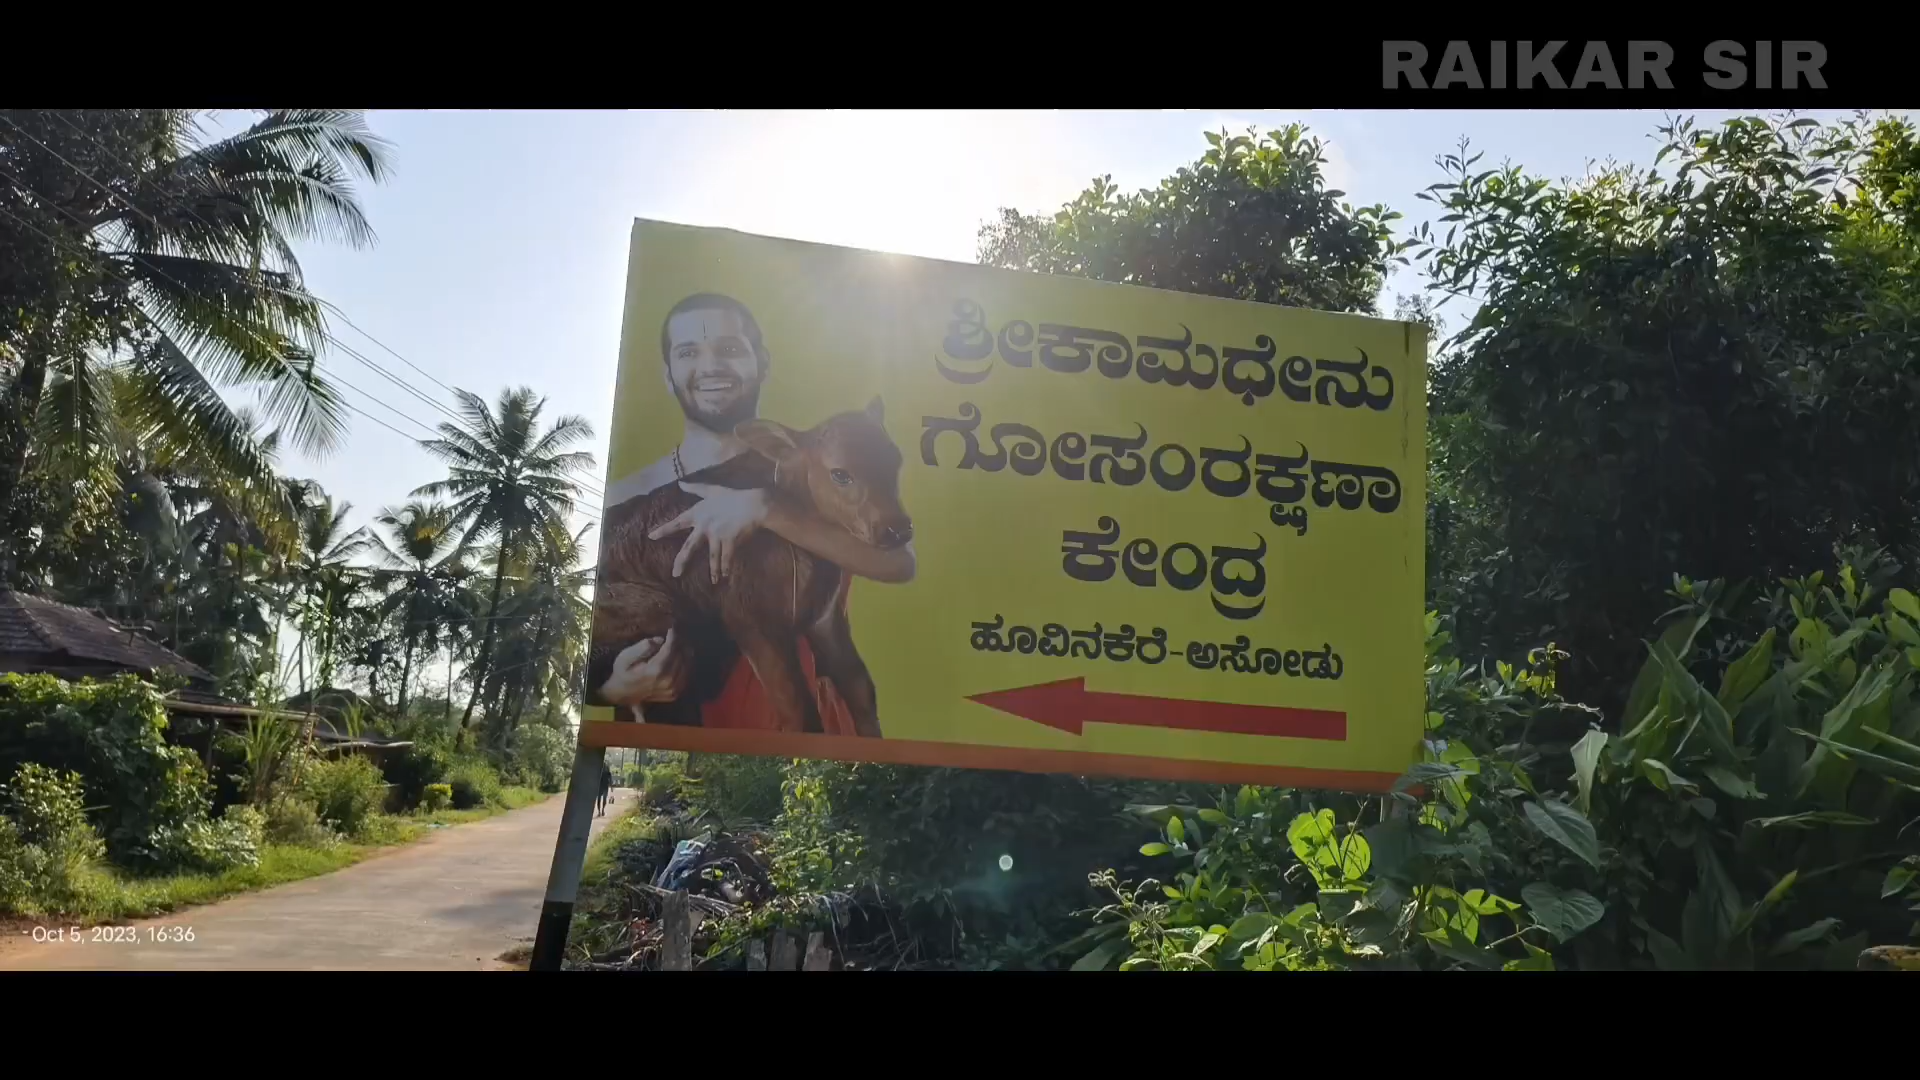 RAIKAR SIR
ಶ್ರೀಕಾಮಧೇನು
ಗೋಸಂರಕ್ಷಣಾ
ಕೇಂದ್ರ
ಹೂವಿನಕೆರೆ-ಅಸೋಡು
Oct 5, 2023, 16:36